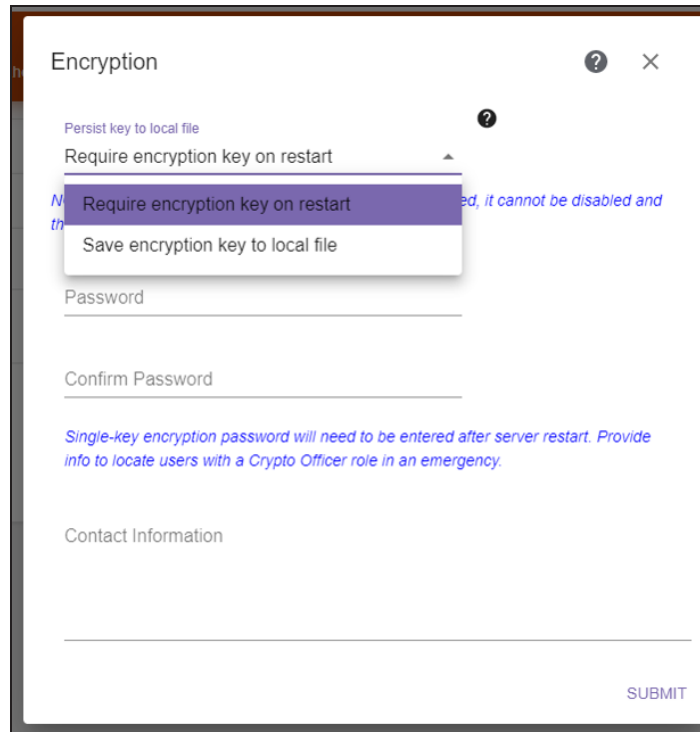 Encryption
Persist key to local file
Require encryption key on restart
Require encryption key on restart
ed, it cannot be disabled and
Save encryption key to local file
Password
Confirm Password
Single-key encryption password will need to be entered after server restart. Provide
info to locate users with a Crypto Officer role in an emergency.
Contact Information
SUBMIT